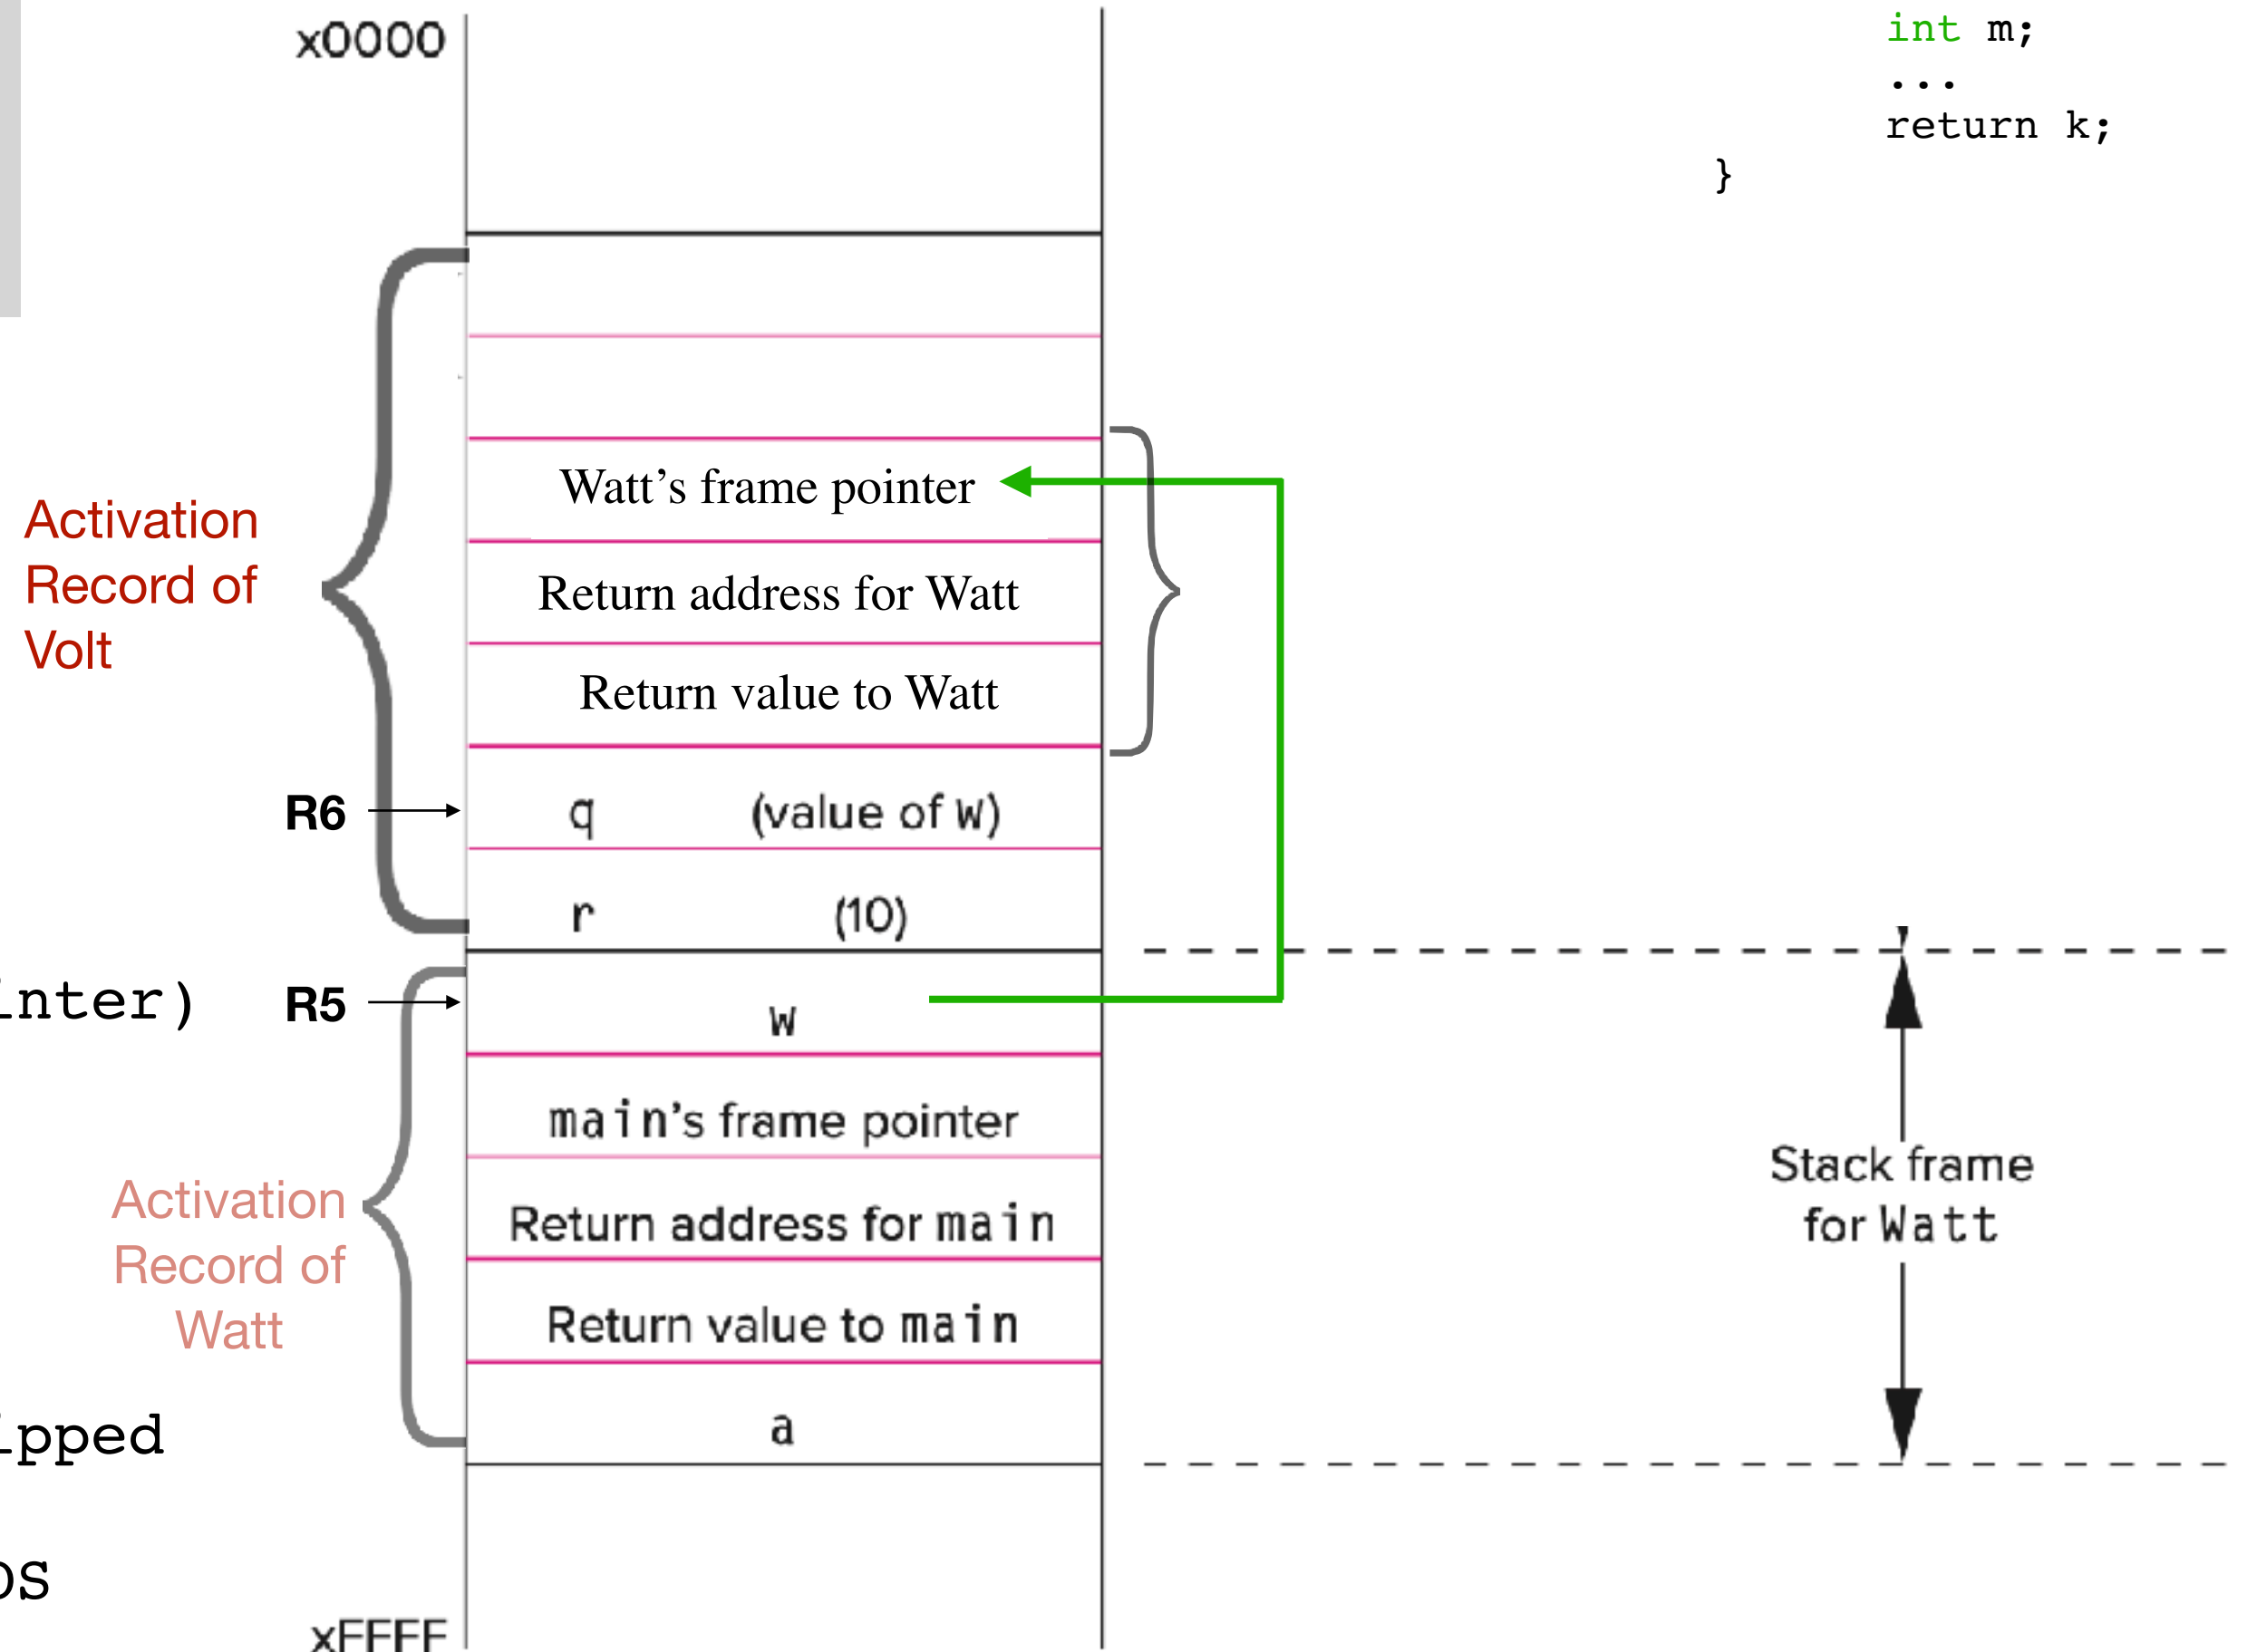 x0000
int m;
...
return k;
}
Watt's frame pointer
Activation
Record of
Volt
Return address for Watt
Return value to Watt
R6
q (value of w)
r (10)
inter)
R5
w
main's frame pointer
Activation
Record of
Watt
Return address for main
Return value to main
Stack frame
for Watt
ipped
a
os
xFFFF